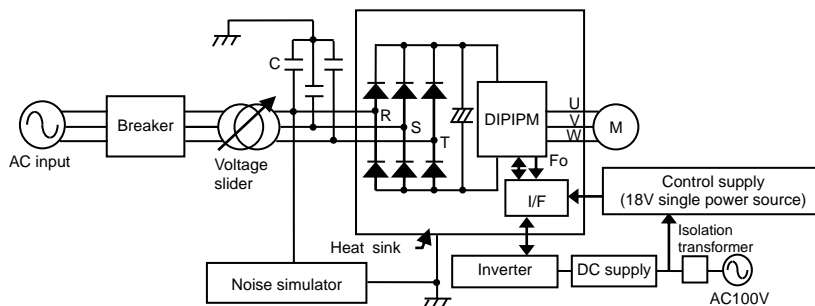 C
R
S
T
AC input
Breaker
Voltage
slider
DIPIPM
U
V
W
M
Fo
I/F
Control supply
(18V single power source)
Heat sink
Isolation
transformer
Noise simulator
Inverter
DC supply
AC100V